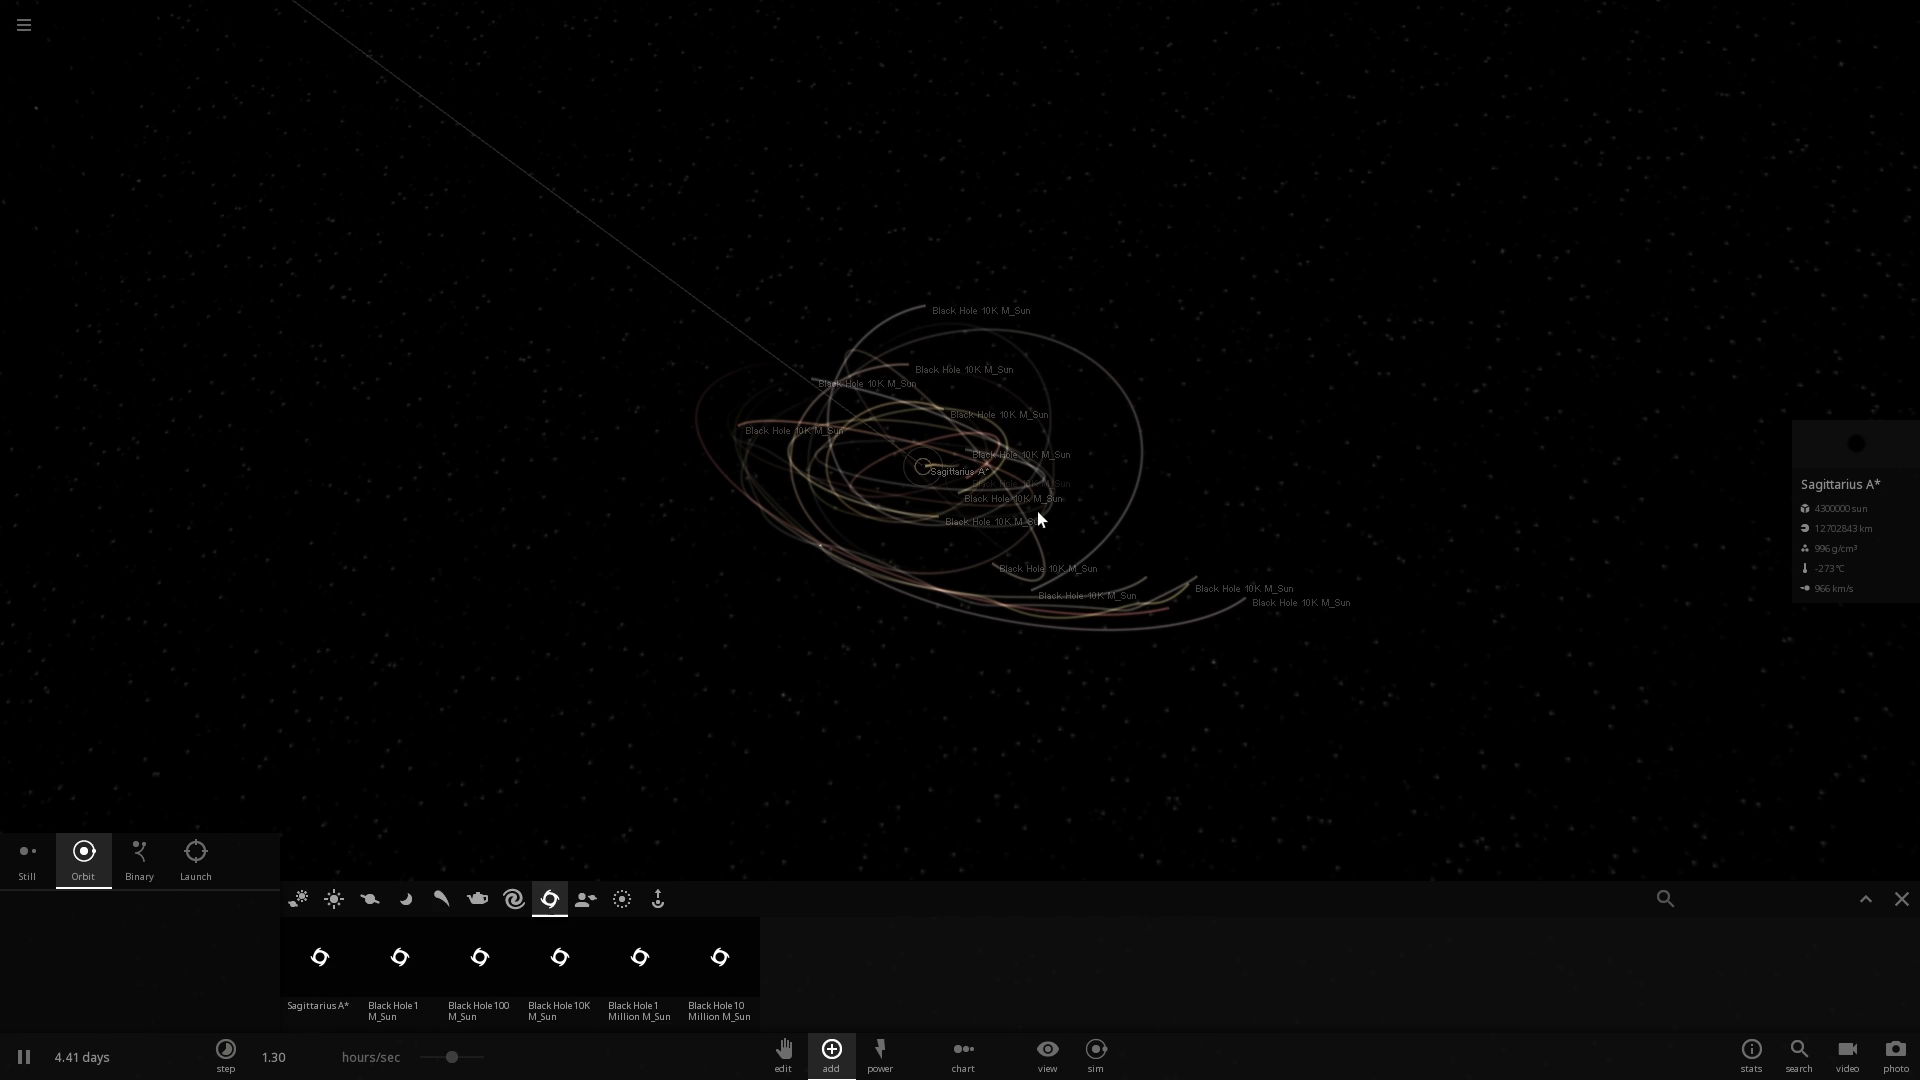 Black Hole 10K M_Sun
Black Hole 10K M_Sun
Black Hole 10K M_Sun
Black Hole 10K M_Sun
Black Hole 10K M_Sun
Black Hole 10K M_Sun
Sagittarius A*
Black Hole 10K M_Sun
Black Hole 10K M_Sun
Black Hole 10K M_Sun
Black Hole 10K M_Sun
Black Hole 10K M_Sun
Black Hole 10K M_Sun
Black Hole 10K M_Sun
Sagittarius A*
4300000 sun
12702843 km
996 g/cm³
-273°C
966 km/s
Still
Orbit
Binary
Launch
Sagittarius A*
Black Hole 1
M_Sun
Black Hole 100
M_Sun
Black Hole 10K
M_Sun
Black Hole 1
Million M_Sun
Black Hole 10
Million M_Sun
4.41 days
step
1.30
hours/sec
edit
add
power
chart
view
sim
stats
search
video
photo